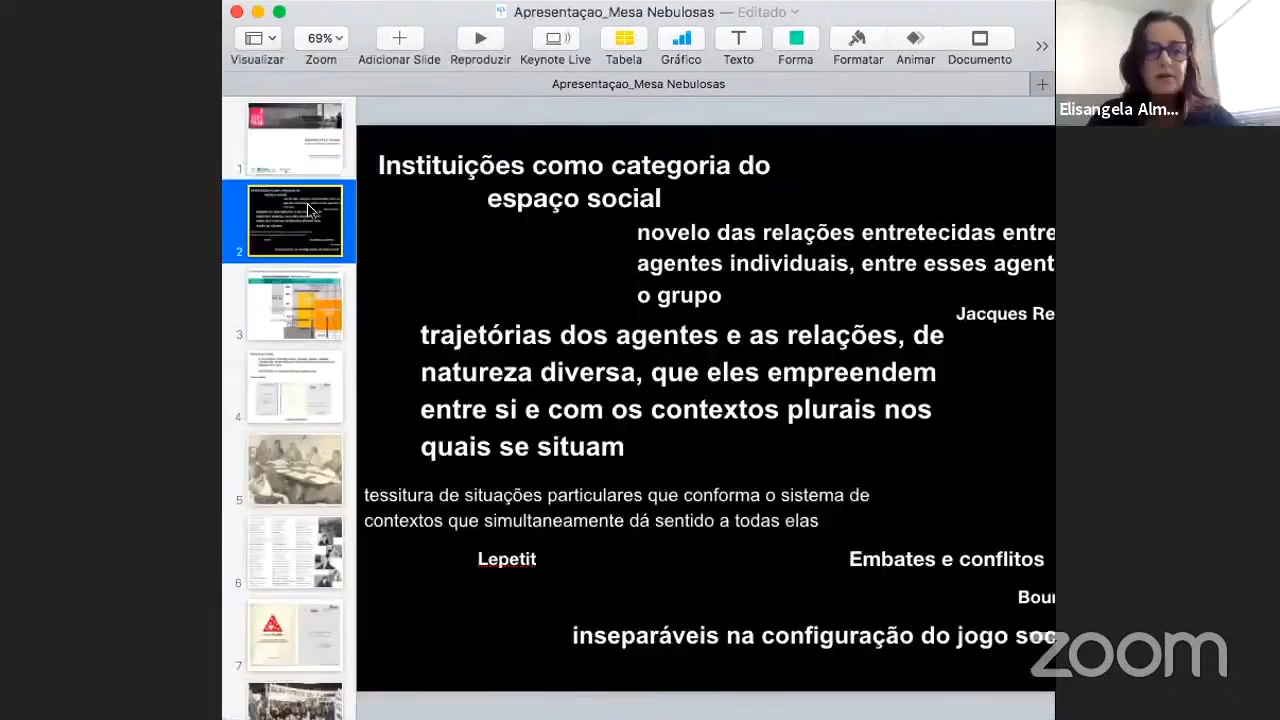 Apresentaçao_Mesa Nebulosas — Editado
69%
Visualizar Zoom Adicionar Slide Reproduzir Keynote Live Tabela Gráfico Texto Forma Formatar Animar Documento
Apresentaçao_Mesa Nebulosas
Elisangela Alm...
1
2
3
4
5
6
7
Instituições como categoria do
espaço social
novelo das relações entretecidas entre
agentes individuais, entre esses agent
o grupo
Jacques Re
trajetórias dos agentes e as relações, de
natureza diversa, que eles empreendem
entre si e com os contextos plurais nos
quais se situam
tessitura de situações particulares que conforma o sistema de
contextos que simultaneamente dá sentido a todas elas
Lepetit
Embates e conflitos
Bour
inseparáveis na configuração do jogo soc
zoom